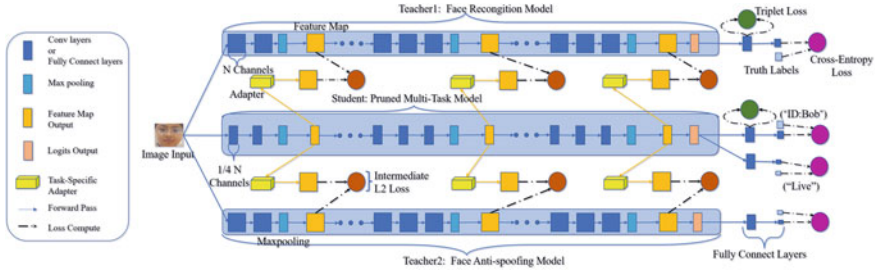 Teacher1: Face Recongition Model
Feature Map
Triplet Loss
Conv layers
or
Fully Connect layers
Max pooling
Feature Map
Output
Logits Output
Task-Specific
Adapter
Forward Pass
Loss Compute
N Channels
Adapter
Truth Labels
Cross-Entropy
Loss
Student: Pruned Multi-Task Model
Image Input
("ID:Bob")
1/4 N
Channels
Intermediate
L2 Loss
("Live")
Maxpooling
Fully Connect Layers
Teacher2: Face Anti-spoofing Model